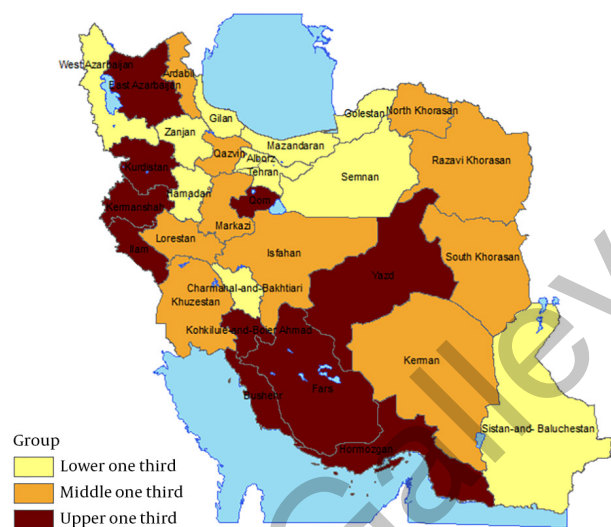 West Azarbaijan
East Azarbaijan
Ardabil
Gilan
Golestan
North Khorasan
Zanjan
Mazandaran
Qazvin
Alborz
Razavi Khorasan
Kurdistan
Tehran
Semnan
Hamadan
Qom
Kermanshah
Markazi
Lorestan
Ilam
Isfahan
South Khorasan
Yazd
Charmahal-and-Bakhtiari
Khuzestan
Kohkiluie-and-Boier Ahmad
Kerman
Bushehr
Fars
Sistan-and- Baluchestan
Hormozgan
Group
Lower one third
Middle one third
Upper one third
Galley